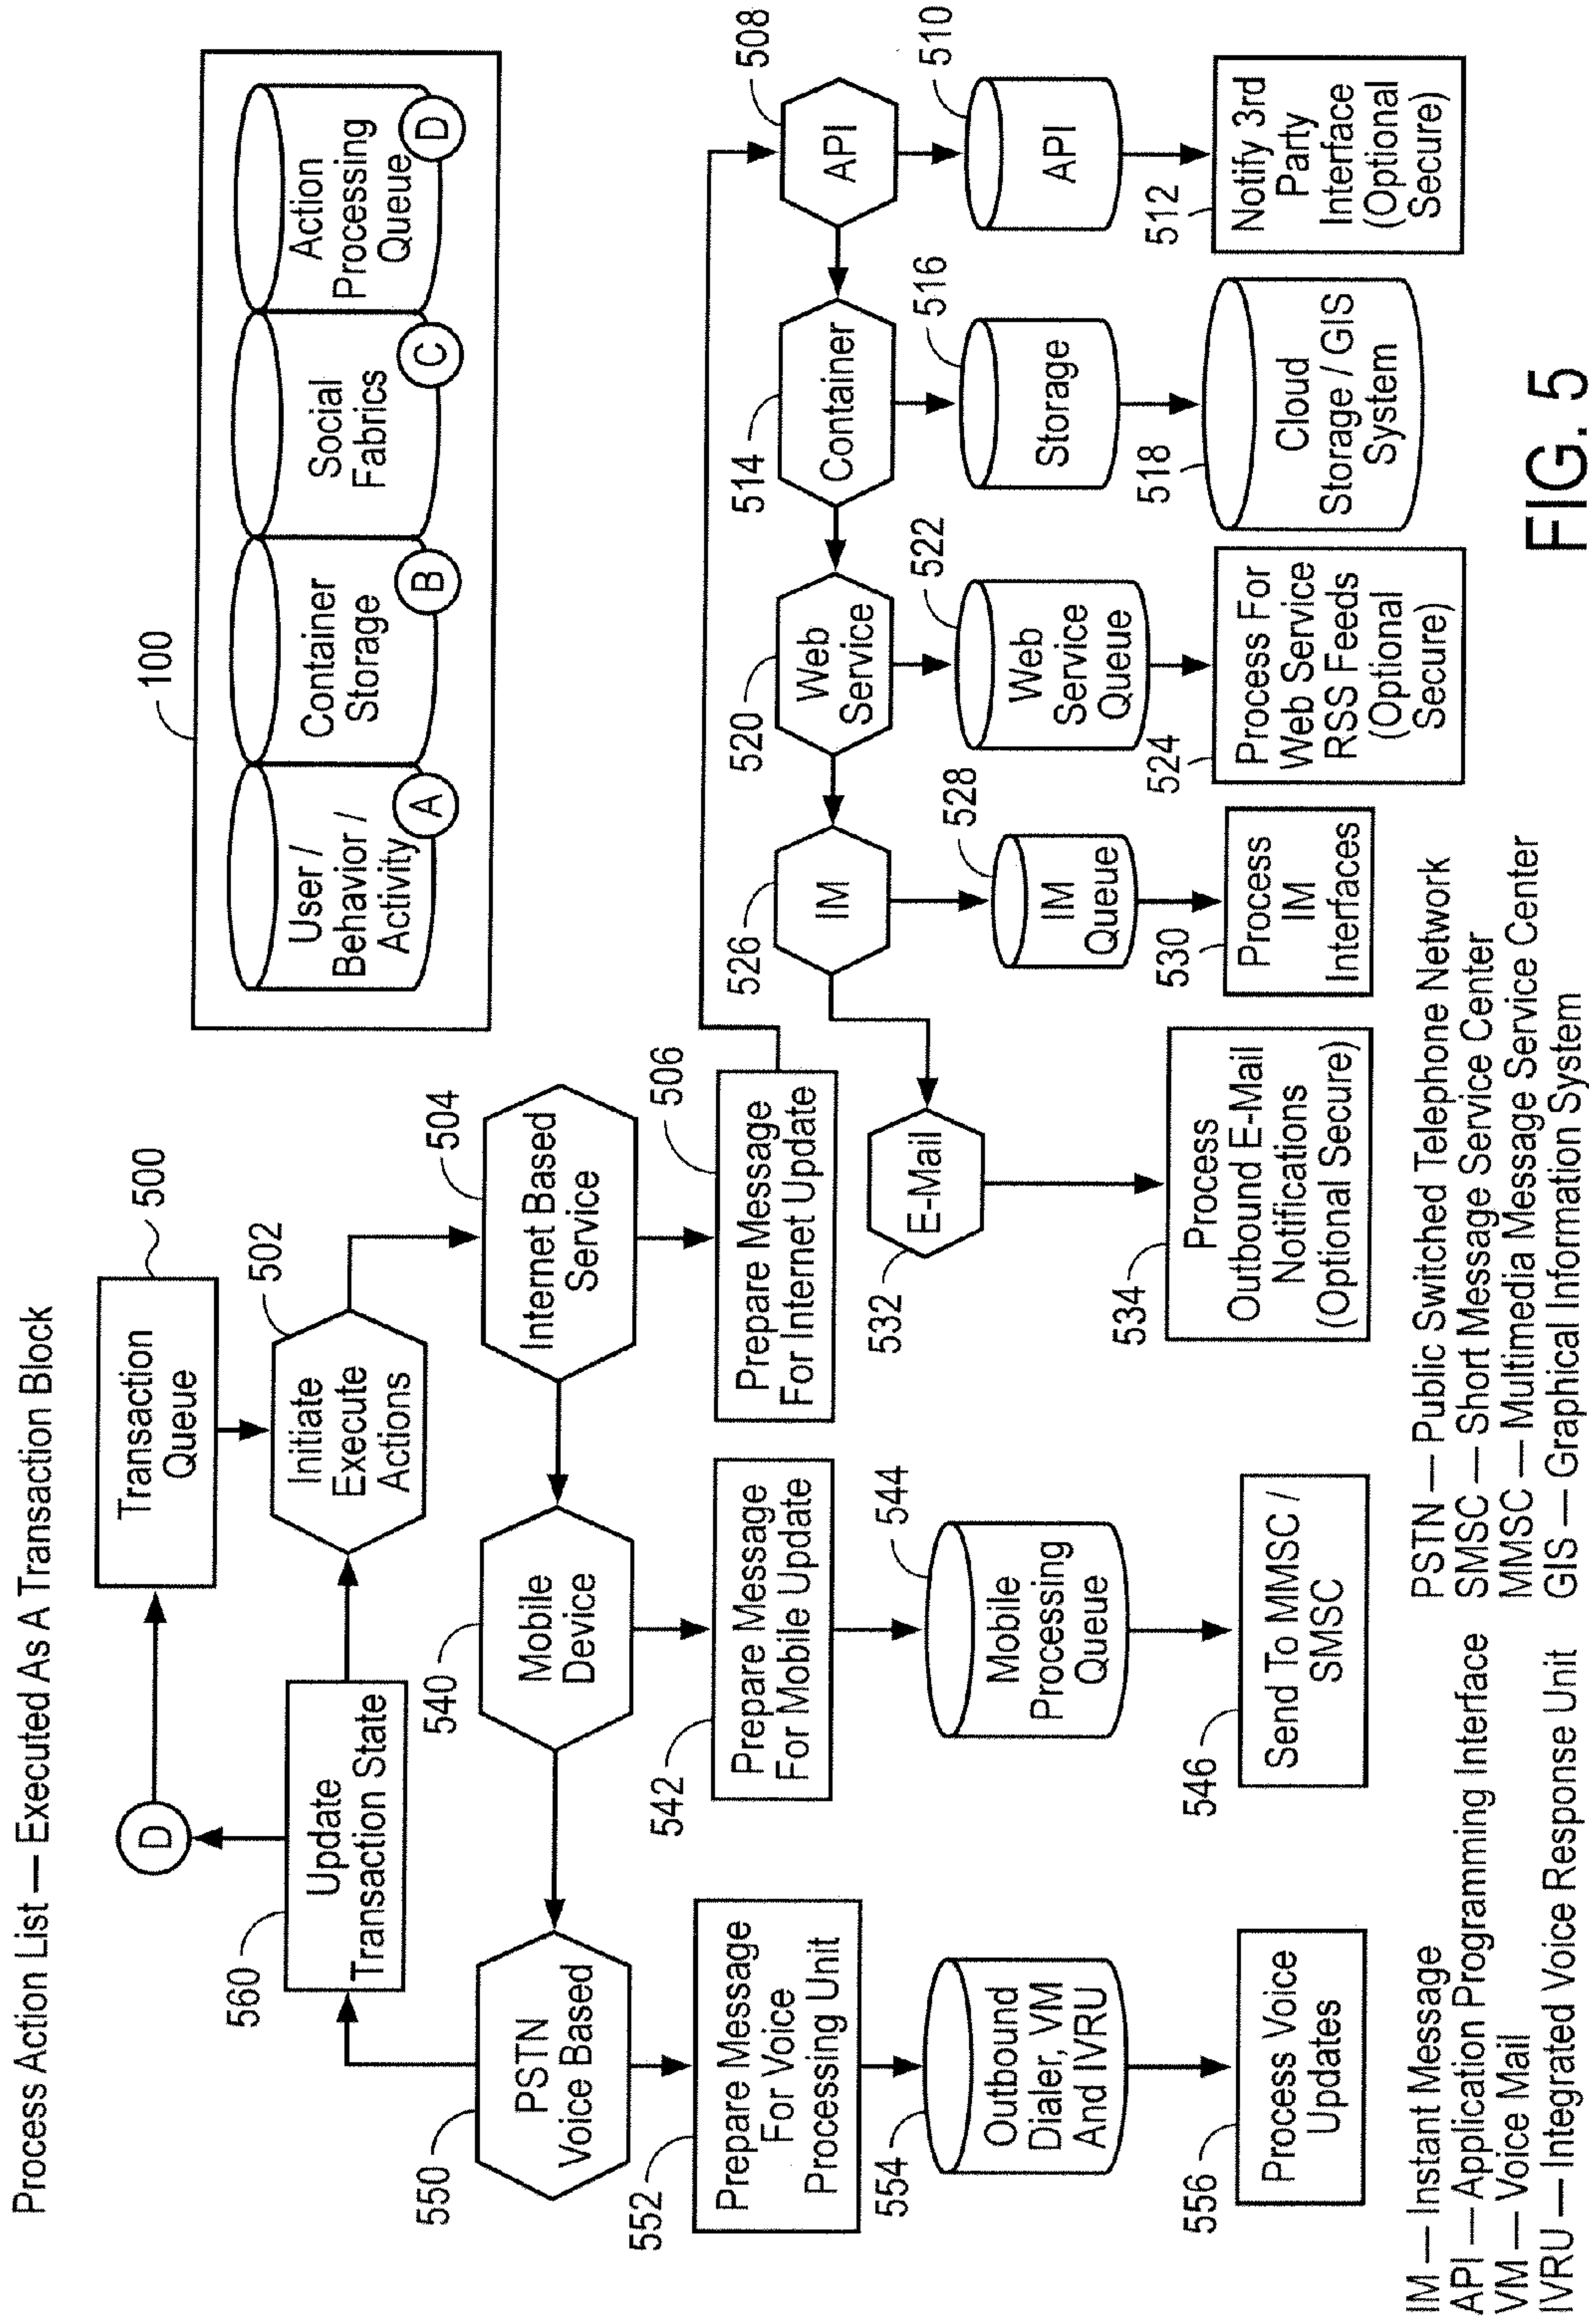 Process Action List — Executed As A Transaction Block
D
Transaction
Queue
500
100
User /
Behavior /
Activity
A
Container
Storage
B
Social
Fabrics
C
Action
Processing
Queue
D
560
Update
Transaction State
Initiate
Execute
Actions
502
550
PSTN
Voice Based
540
Mobile
Device
Internet Based
Service
504
552
Prepare Message
For Voice
Processing Unit
542
Prepare Message
For Mobile Update
Prepare Message
For Internet Update
506
526
IM
520
Web
Service
514
Container
API
508
554
Outbound
Dialer, VM
And IVRU
Mobile
Processing
Queue
544
532
E-Mail
IM
Queue
528
Web
Service
Queue
522
Storage
516
API
510
556
Process Voice
Updates
546
Send To MMSC /
SMSC
534
Process
Outbound E-Mail
Notifications
(Optional Secure)
530
Process
IM
Interfaces
524
Process For
Web Service
RSS Feeds
(Optional
Secure)
518
Cloud
Storage / GIS
System
512
Notify 3rd
Party
Interface
(Optional
Secure)
IM — Instant Message
API — Application Programming Interface
VM — Voice Mail
IVRU — Integrated Voice Response Unit
PSTN — Public Switched Telephone Network
SMSC — Short Message Service Center
MMSC — Multimedia Message Service Center
GIS — Graphical Information System
FIG. 5